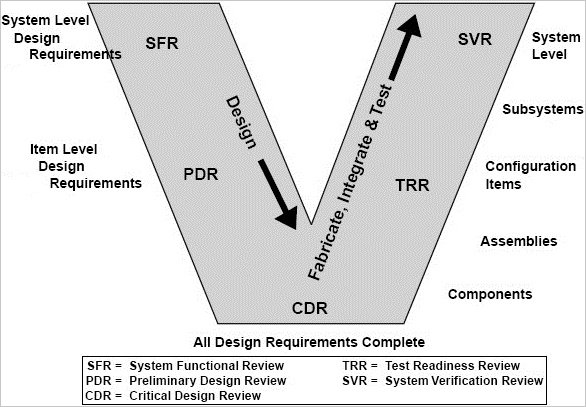 System Level
Design
Requirements
SFR
SVR
System
Level
Design
Fabricate, Integrate & Test
Subsystems
Item Level
Design
Requirements
PDR
TRR
Configuration
Items
Assemblies
Components
CDR
All Design Requirements Complete
SFR = System Functional Review
TRR = Test Readiness Review
PDR = Preliminary Design Review
SVR = System Verification Review
CDR = Critical Design Review